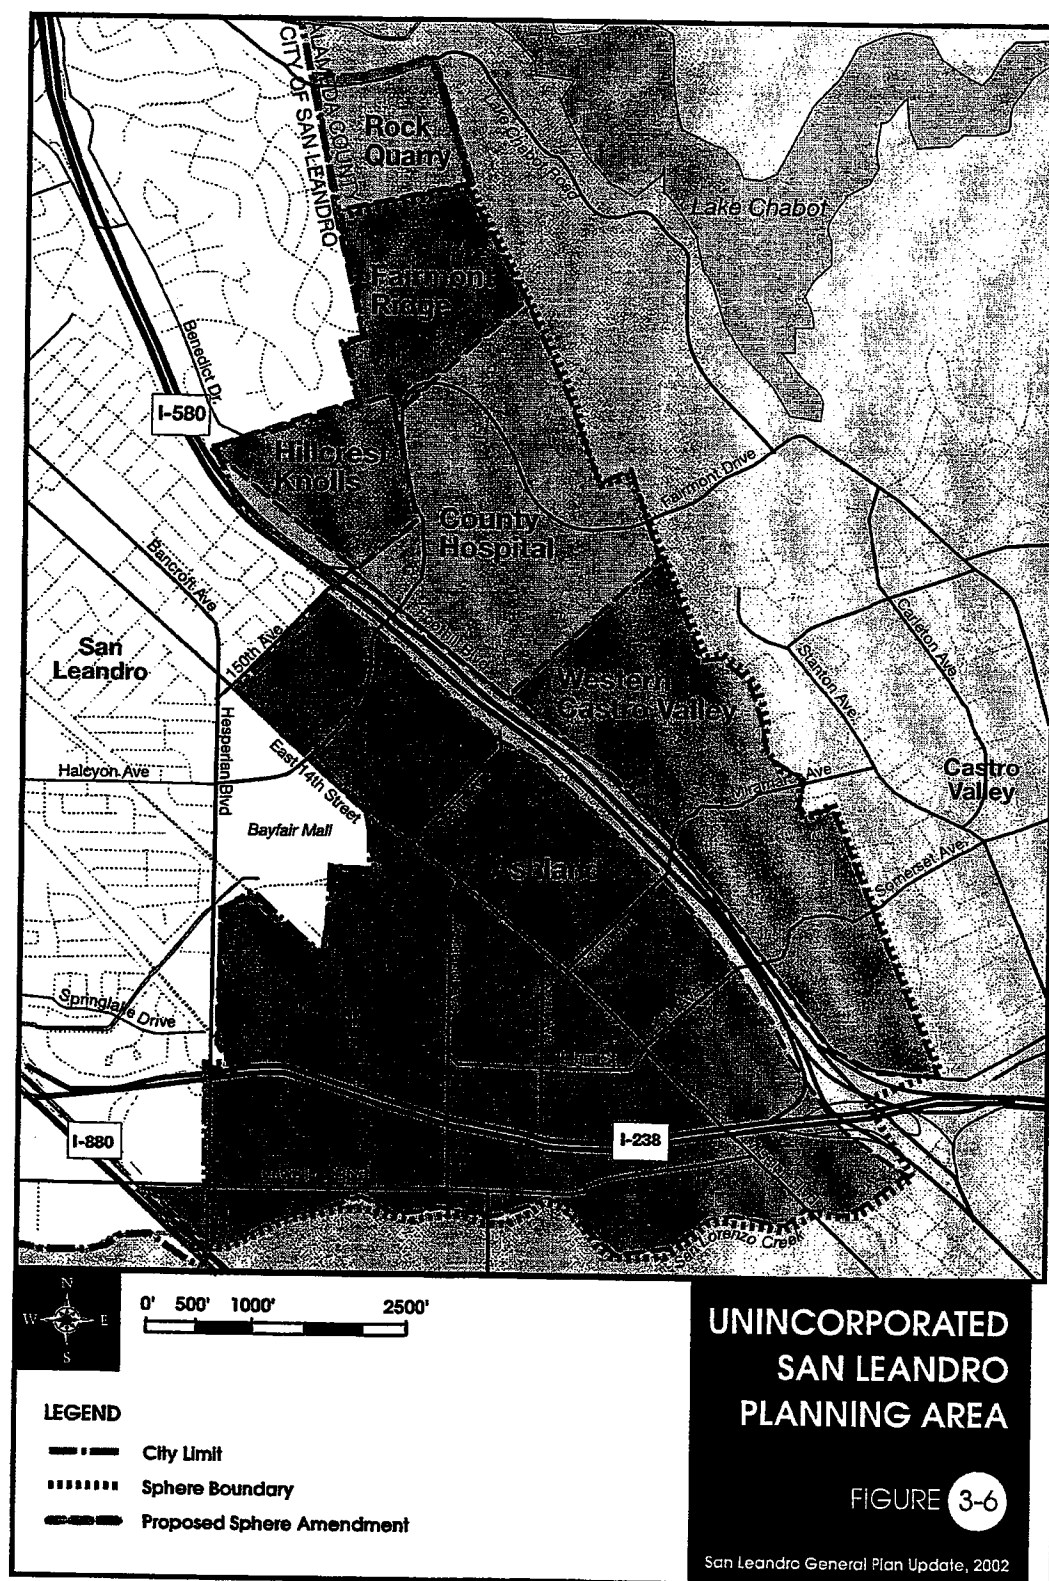 ALAMEDA COUNTY
CITY OF SAN LEANDRO
Rock
Quarry
Lake Chabot Road
Lake Chabot
Fairmont
Ridge
Benedict Dr.
I-580
Hillcrest
Knolls
Fairmont Drive
County
Hospital
Bancroft Ave
150th Ave
San
Leandro
Carleton Ave.
Stanton Ave.
Western
Castro Valley
Hesperian Blvd
East 14th Street
Halcyon Ave
Ave
Castro
Valley
Bayfair Mall
Ashland
Somerset Ave.
Springlake Drive
I-880
I-238
San Lorenzo Creek
N
W E
S
0' 500' 1000' 2500'
LEGEND
City Limit
Sphere Boundary
Proposed Sphere Amendment
UNINCORPORATED
SAN LEANDRO
PLANNING AREA
FIGURE 3-6
San Leandro General Plan Update, 2002